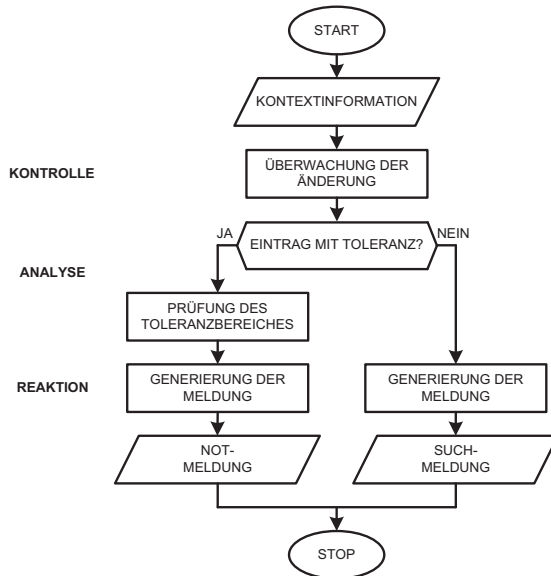 START
KONTEXTINFORMATION
KONTROLLE
ÜBERWACHUNG DER
ÄNDERUNG
JA
EINTRAG MIT TOLERANZ?
NEIN
ANALYSE
PRÜFUNG DES
TOLERANZBEREICHES
REAKTION
GENERIERUNG DER
MELDUNG
GENERIERUNG DER
MELDUNG
NOT-
MELDUNG
SUCH-
MELDUNG
STOP